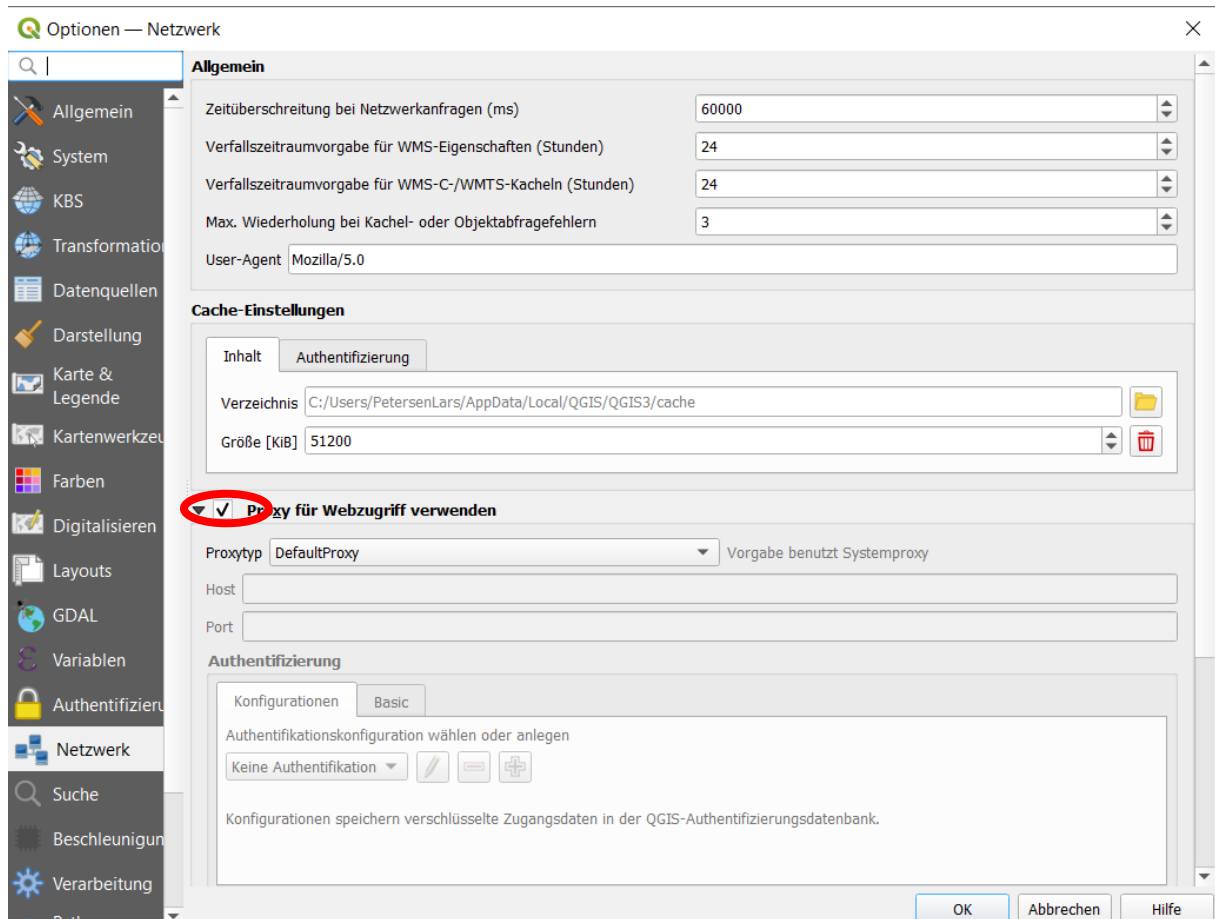 Optionen — Netzwerk
Allgemein
System
KBS
Transformatio
Datenquellen
Darstellung
Karte &
Legende
Kartenwerkzeu
Farben
Digitalisieren
Layouts
GDAL
Variablen
Authentifizieru
Netzwerk
Suche
Beschleunigun
Verarbeitung
Allgemein
Zeitüberschreitung bei Netzwerkanfragen (ms) 60000
Verfallszeitraumvorgabe für WMS-Eigenschaften (Stunden) 24
Verfallszeitraumvorgabe für WMS-C-/WMTS-Kacheln (Stunden) 24
Max. Wiederholung bei Kachel- oder Objektabfragefehlern 3
User-Agent Mozilla/5.0
Cache-Einstellungen
Inhalt Authentifizierung
Verzeichnis C:/Users/PetersenLars/AppData/Local/QGIS/QGIS3/cache
Größe [KiB] 51200
Proxy für Webzugriff verwenden
Proxytyp DefaultProxy Vorgabe benutzt Systemproxy
Host
Port
Authentifizierung
Konfigurationen Basic
Authentifikationskonfiguration wählen oder anlegen
Keine Authentifikation
Konfigurationen speichern verschlüsselte Zugangsdaten in der QGIS-Authentifizierungsdatenbank.
OK Abbrechen Hilfe